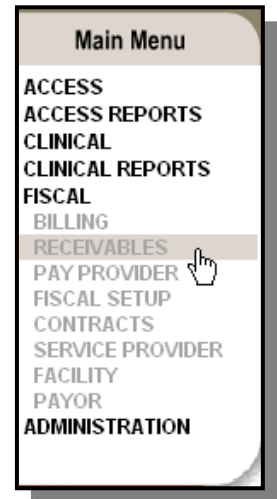 Main Menu
ACCESS
ACCESS REPORTS
CLINICAL
CLINICAL REPORTS
FISCAL
BILLING
RECEIVABLES
PAY PROVIDER
FISCAL SETUP
CONTRACTS
SERVICE PROVIDER
FACILITY
PAYOR
ADMINISTRATION